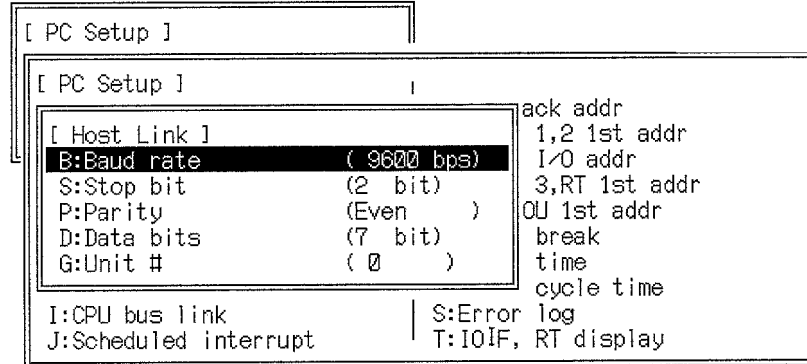 [ PC Setup ]
[ PC Setup ]
ack addr
[ Host Link ]
1,2 1st addr
B:Baud rate ( 9600 bps)
I/O addr
S:Stop bit (2 bit)
3,RT 1st addr
P:Parity (Even )
OU 1st addr
D:Data bits (7 bit)
break
G:Unit # ( 0 )
time
cycle time
I:CPU bus link
S:Error log
J:Scheduled interrupt
T:IOIF, RT display